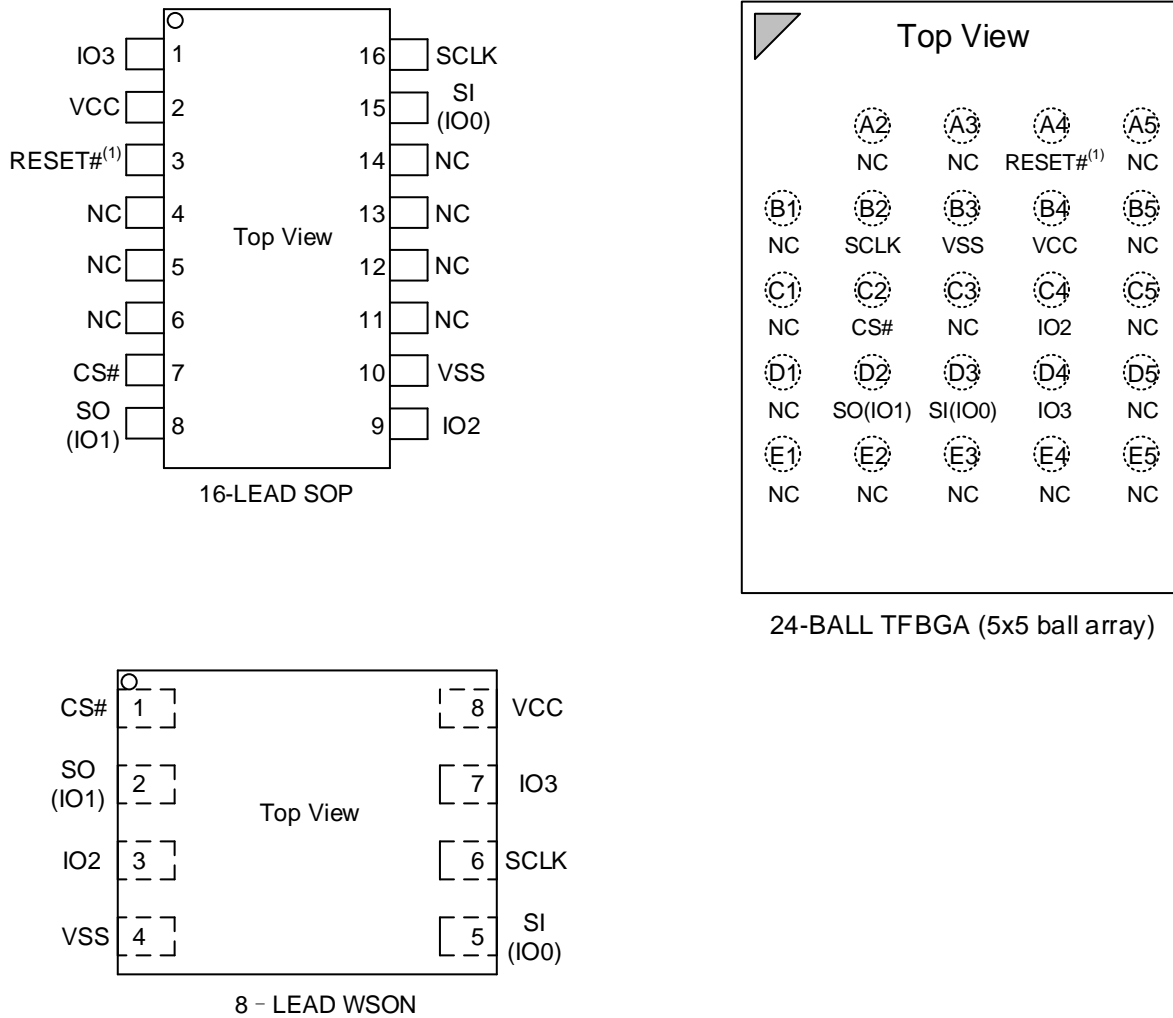 IO3 1 16 SCLK
VCC 2 15 SI (IO0)
RESET#(1) 3 14 NC
NC 4 13 NC
Top View
NC 5 12 NC
NC 6 11 NC
CS# 7 10 VSS
SO (IO1) 8 9 IO2
16-LEAD SOP
Top View
A2 A3 A4 A5
NC NC RESET#(1) NC
B1 B2 B3 B4 B5
NC SCLK VSS VCC NC
C1 C2 C3 C4 C5
NC CS# NC IO2 NC
D1 D2 D3 D4 D5
NC SO(IO1) SI(IO0) IO3 NC
E1 E2 E3 E4 E5
NC NC NC NC NC
24-BALL TFBGA (5x5 ball array)
CS# 1 8 VCC
SO (IO1) 2 7 IO3
Top View
IO2 3 6 SCLK
VSS 4 5 SI (IO0)
8 - LEAD WSON